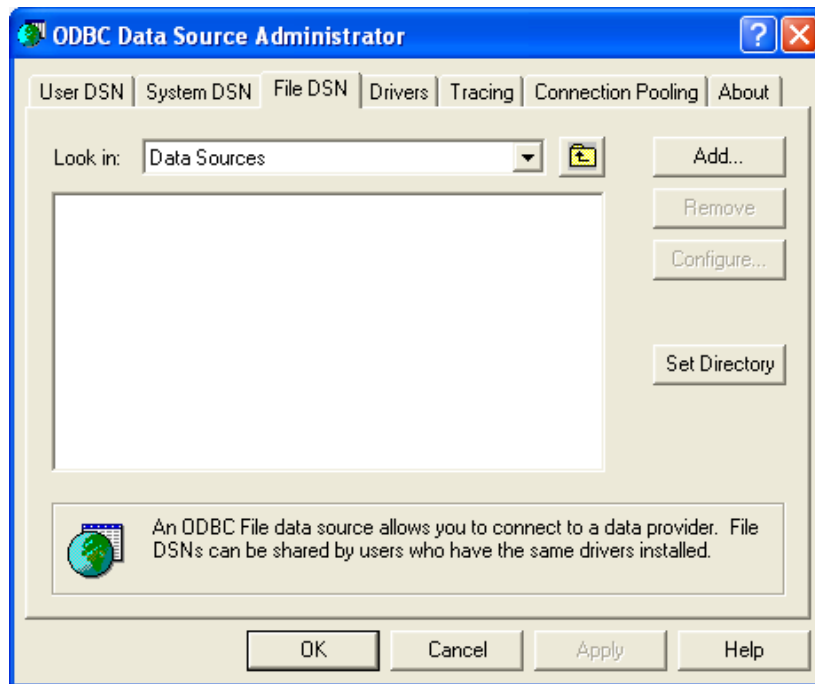 ODBC Data Source Administrator
User DSN System DSN File DSN Drivers Tracing Connection Pooling About
Look in: Data Sources Add...
Remove
Configure...
Set Directory
An ODBC File data source allows you to connect to a data provider. File
DSNs can be shared by users who have the same drivers installed.
OK Cancel Apply Help